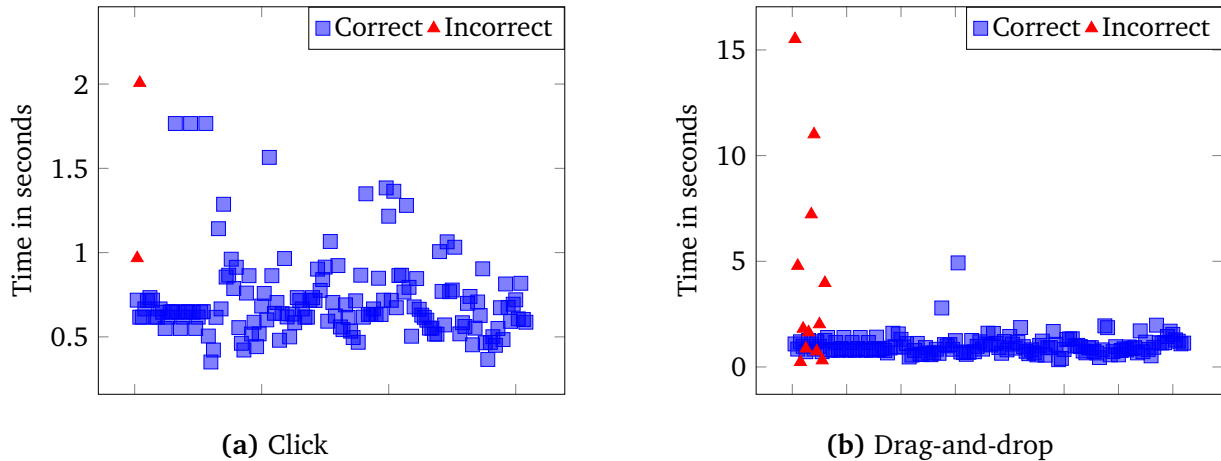 Correct Incorrect
2
1.5
1
0.5
Time in seconds
(a) Click
Correct Incorrect
15
10
5
0
Time in seconds
(b) Drag-and-drop